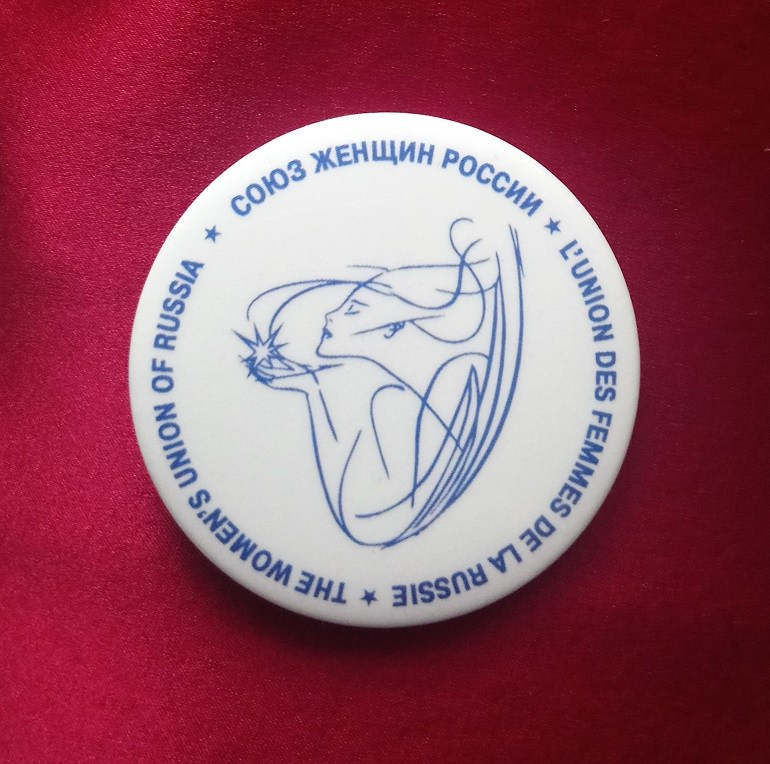 СОЮЗ ЖЕНЩИН РОССИИ
★ L'UNION DES FEMMES DE LA RUSSIE
★ THE WOMEN'S UNION OF RUSSIA ★